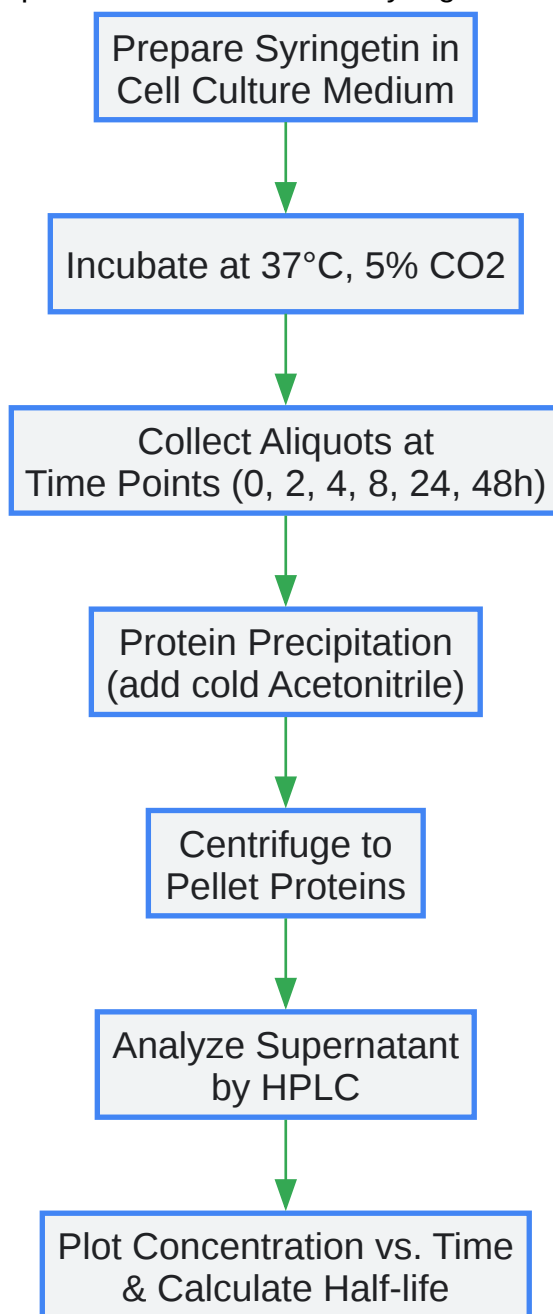 Prepare Syringetin in
Cell Culture Medium
Incubate at 37°C, 5% CO2
Collect Aliquots at
Time Points (0, 2, 4, 8, 24, 48h)
Protein Precipitation
(add cold Acetonitrile)
Centrifuge to
Pellet Proteins
Analyze Supernatant
by HPLC
Plot Concentration vs. Time
& Calculate Half-life